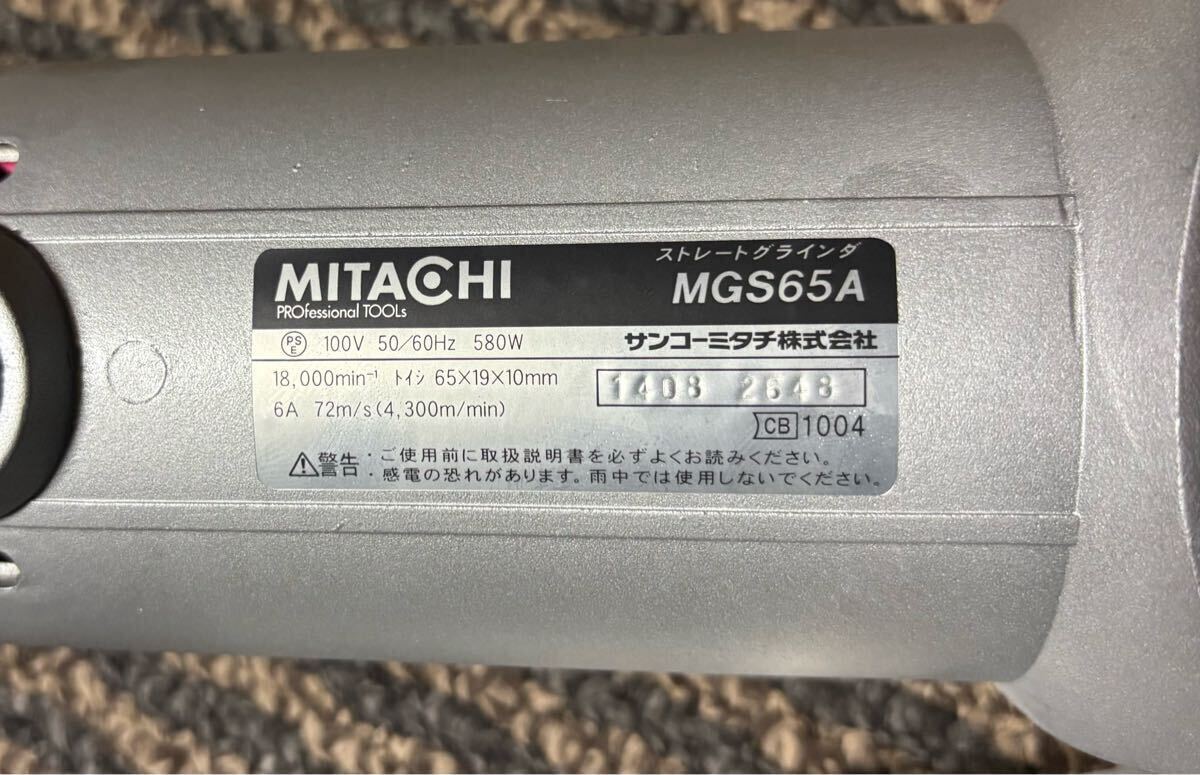 MITACHI
PROfessional TOOLs
ストレートグラインダ
MGS65A
PSE 100V 50/60Hz 580W
サンコーミタチ株式会社
18,000min⁻¹ トイシ 65×19×10mm
6A 72m/s(4,300m/min)
1408 2648
CB 1004
警告・ご使用前に取扱説明書を必ずよくお読みください。
・感電の恐れがあります。雨中では使用しないでください。